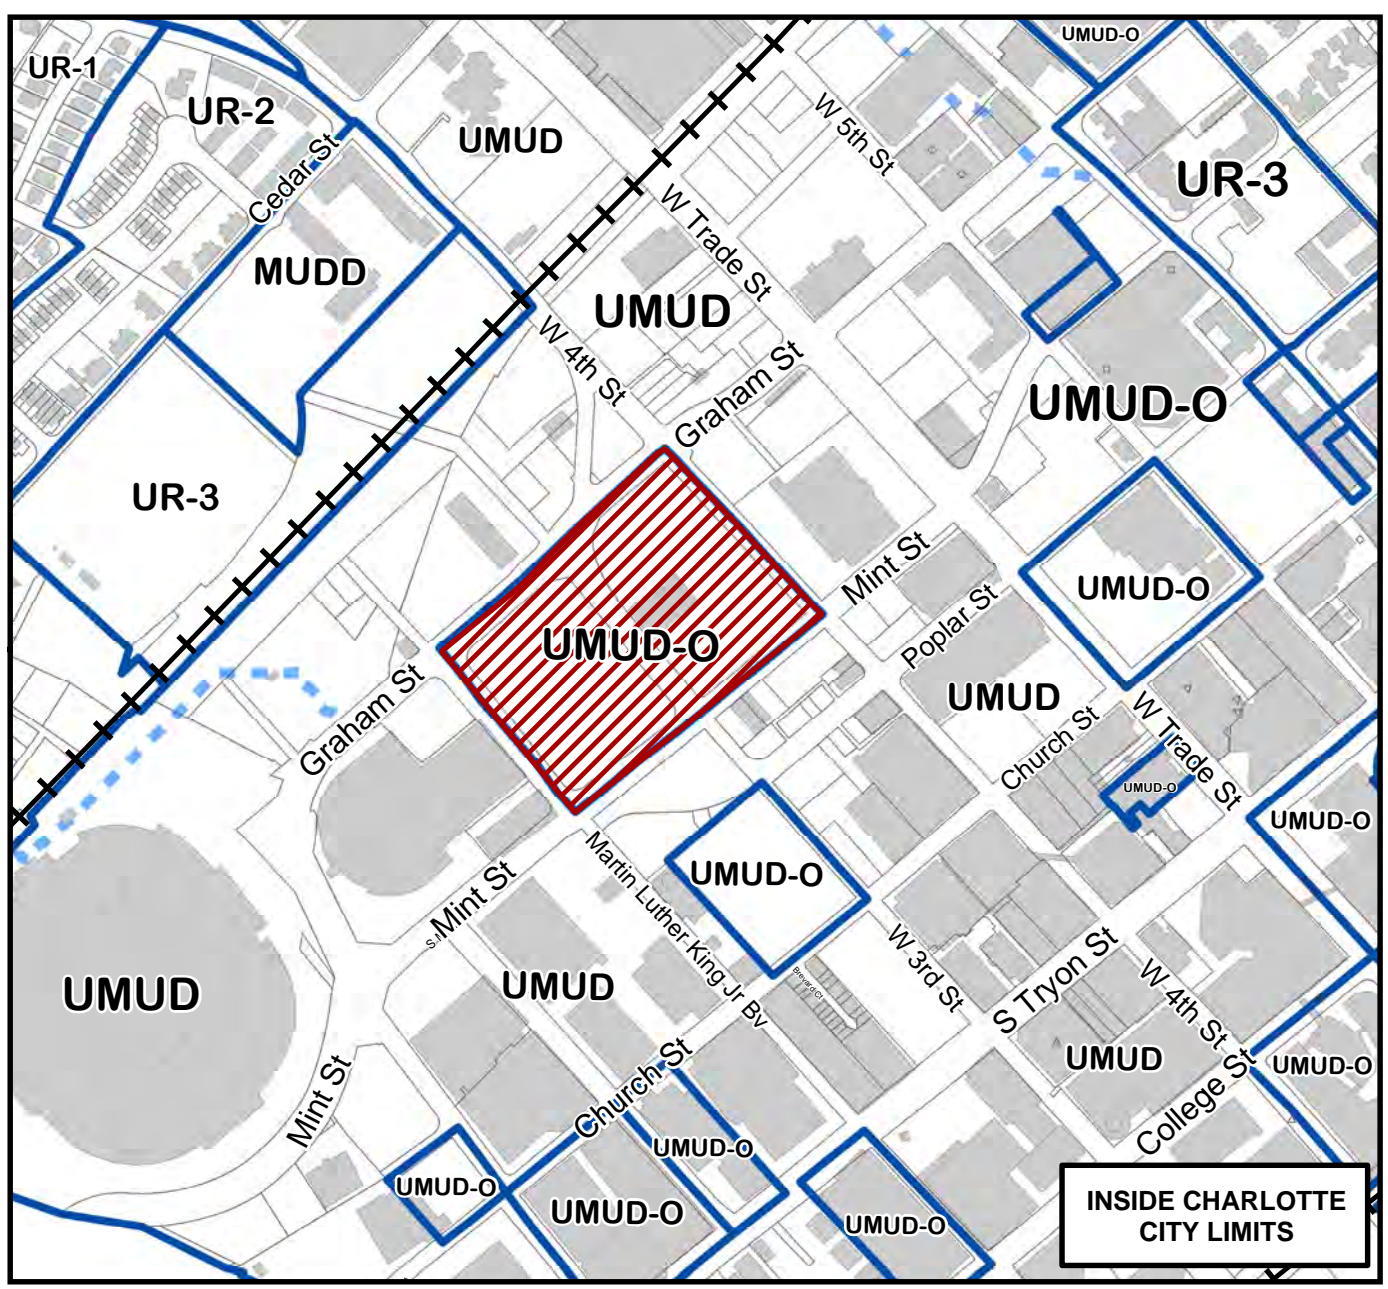 UMUD-O
UR-1
UR-2
UMUD
W 5th St
Cedar St
UR-3
W Trade St
MUDD
UMUD
W 4th St
Graham St
UMUD-O
UR-3
Mint St
UMUD-O
Poplar St
UMUD-O
Graham St
UMUD
Church St
W Trade St
UMUD-O
UMUD-O
UMUD-O
Mint St
S.
Martin Luther King Jr Bv
W 3rd St
Brevard Ct
S Tryon St
W 4th St
UMUD
UMUD
UMUD
UMUD-O
College St
Mint St
Church St
UMUD-O
UMUD-O
UMUD-O
UMUD-O
INSIDE CHARLOTTE
CITY LIMITS